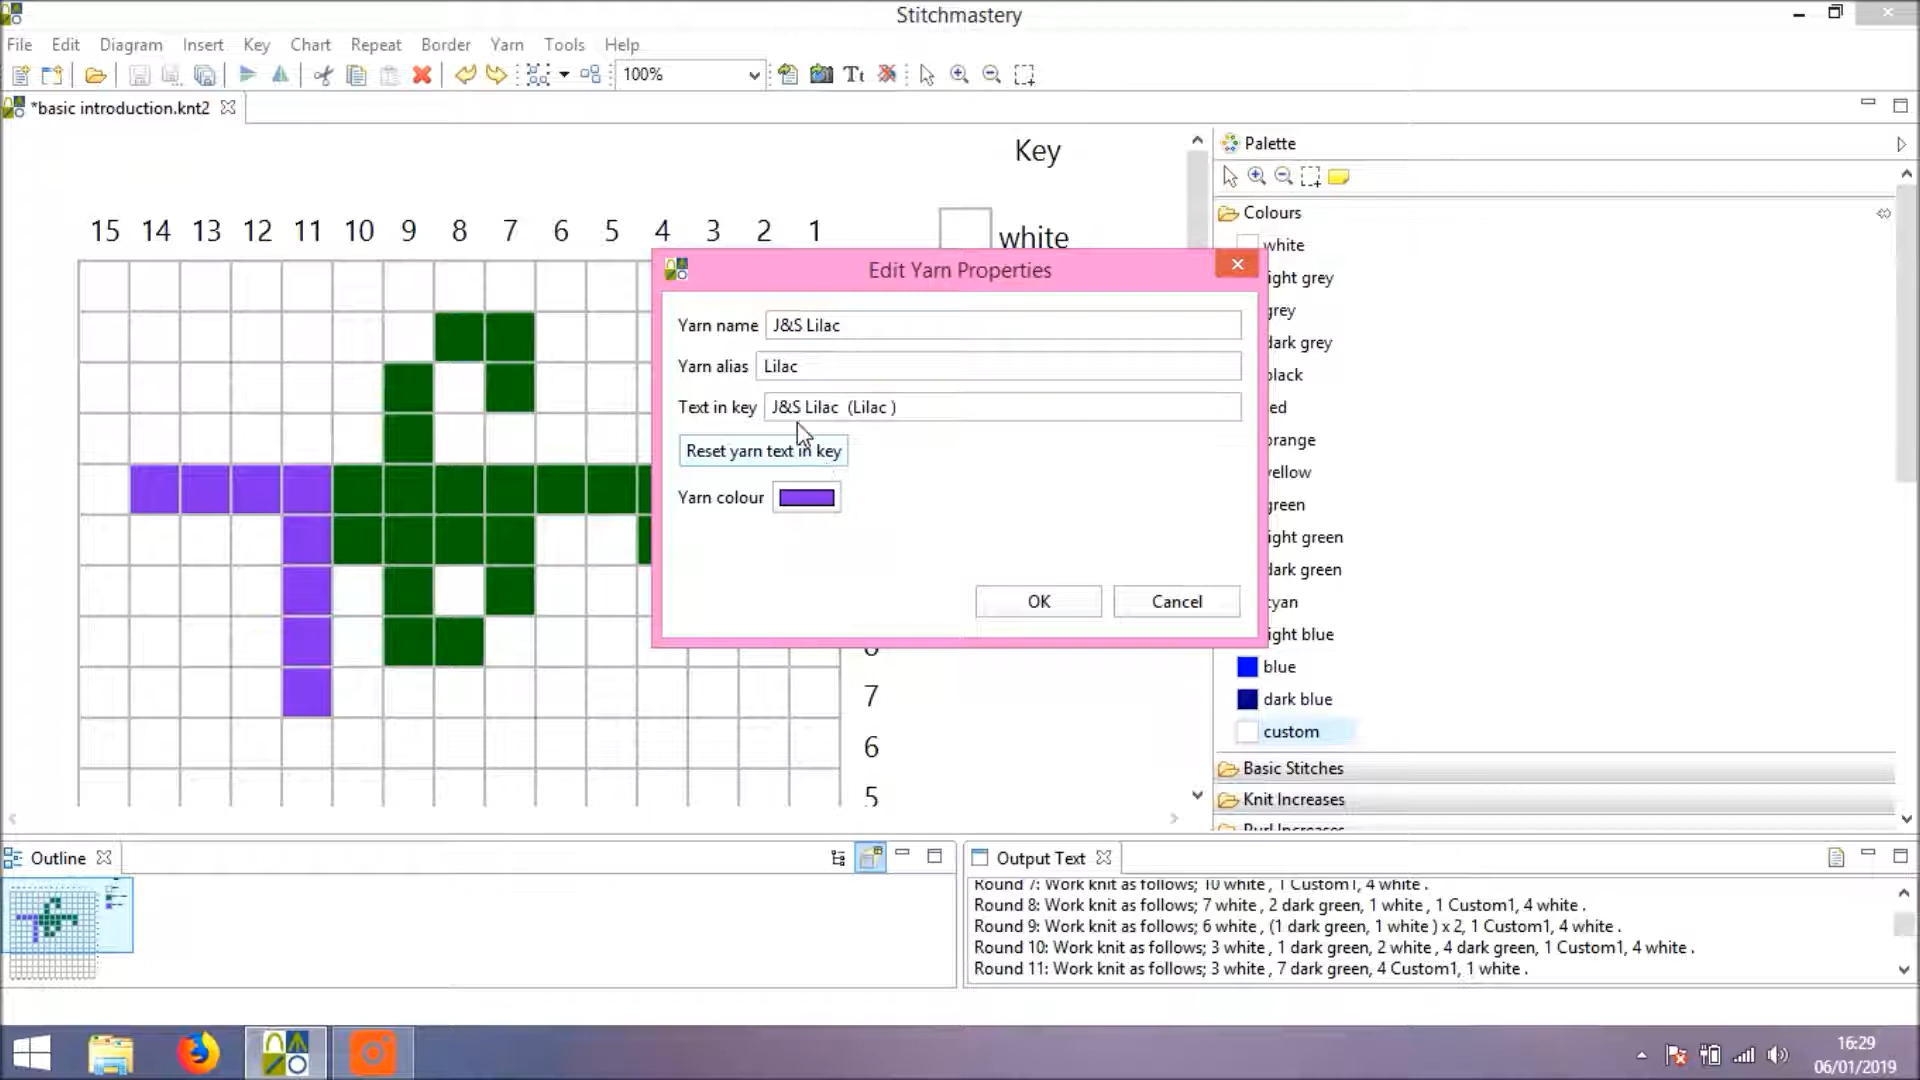 Stitchmastery
File Edit Diagram Insert Key Chart Repeat Border Yarn Tools Help
100%
Tt
*basic introduction.knt2
Key
15 14 13 12 11 10 9 8 7 6 5 4 3 2 1
white
7
6
5
Edit Yarn Properties
Yarn name J&S Lilac
Yarn alias Lilac
Text in key J&S Lilac (Lilac )
Reset yarn text in key
Yarn colour
OK Cancel
Palette
Colours
white
ight grey
grey
dark grey
black
ed
orange
yellow
green
ight green
dark green
cyan
ight blue
blue
dark blue
custom
Basic Stitches
Knit Increases
Purl Increases
Outline
Output Text
Round 7: Work knit as follows; 10 white , 1 Custom1, 4 white .
Round 8: Work knit as follows; 7 white , 2 dark green, 1 white , 1 Custom1, 4 white .
Round 9: Work knit as follows; 6 white , (1 dark green, 1 white ) x 2, 1 Custom1, 4 white .
Round 10: Work knit as follows; 3 white , 1 dark green, 2 white , 4 dark green, 1 Custom1, 4 white .
Round 11: Work knit as follows; 3 white , 7 dark green, 4 Custom1, 1 white .
16:29
06/01/2019